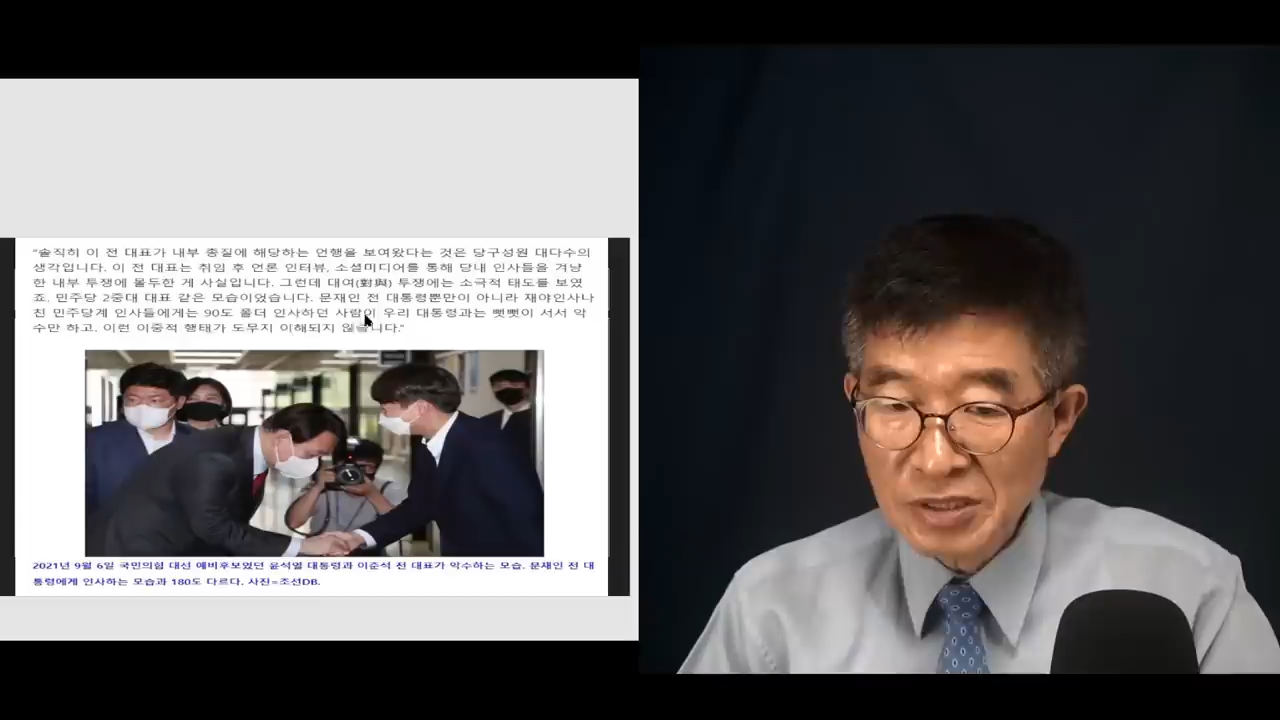 “솔직히 이 전 대표가 내부 총질에 해당하는 언행을 보여왔다는 것은 당구성원 대다수의
생각입니다. 이 전 대표는 취임 후 언론 인터뷰, 소셜미디어를 통해 당내 인사들을 겨냥
한 내부 투쟁에 몰두한 게 사실입니다. 그런데 대여(對與) 투쟁에는 소극적 태도를 보였
죠. 민주당 2중대 대표 같은 모습이었습니다. 문재인 전 대통령뿐만이 아니라 재야인사나
친 민주당계 인사들에게는 90도 폴더 인사하던 사람이 우리 대통령과는 뻣뻣이 서서 악
수만 하고. 이런 이중적 행태가 도무지 이해되지 않습니다.”
2021년 9월 6일 국민의힘 대선 예비후보였던 윤석열 대통령과 이준석 전 대표가 악수하는 모습. 문재인 전 대
통령에게 인사하는 모습과 180도 다르다. 사진=조선DB.